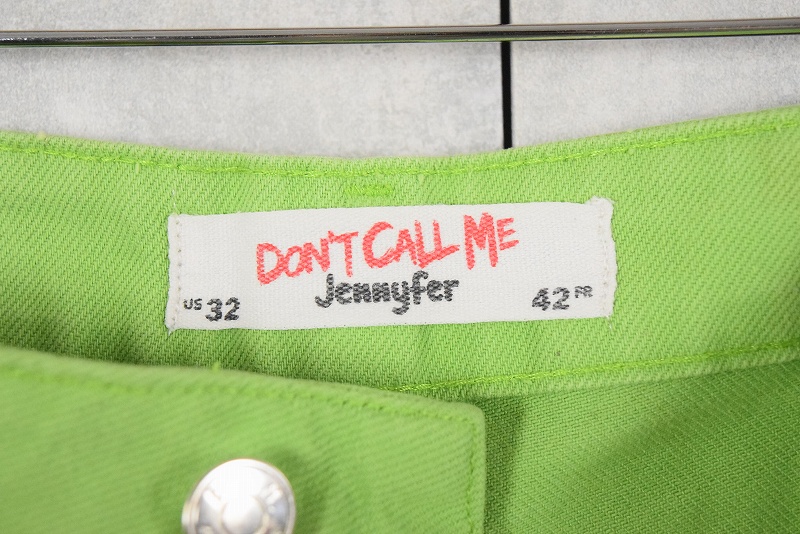 DON'T CALL ME
Jennyfer
US 32
42 FR